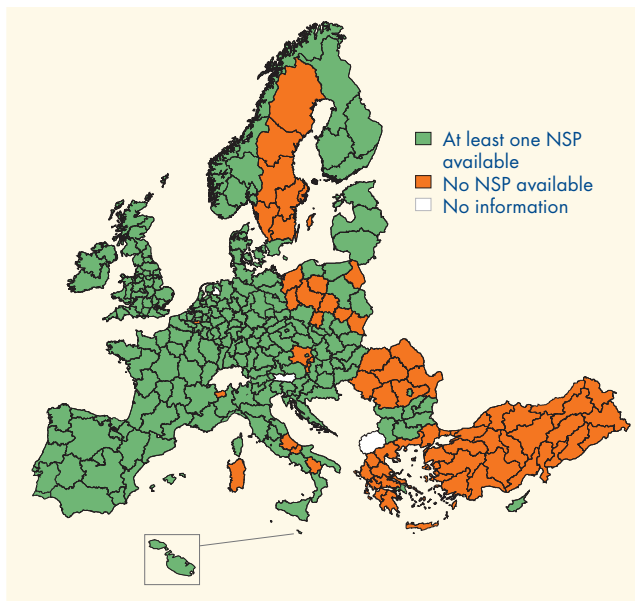 At least one NSP
available
No NSP available
No information